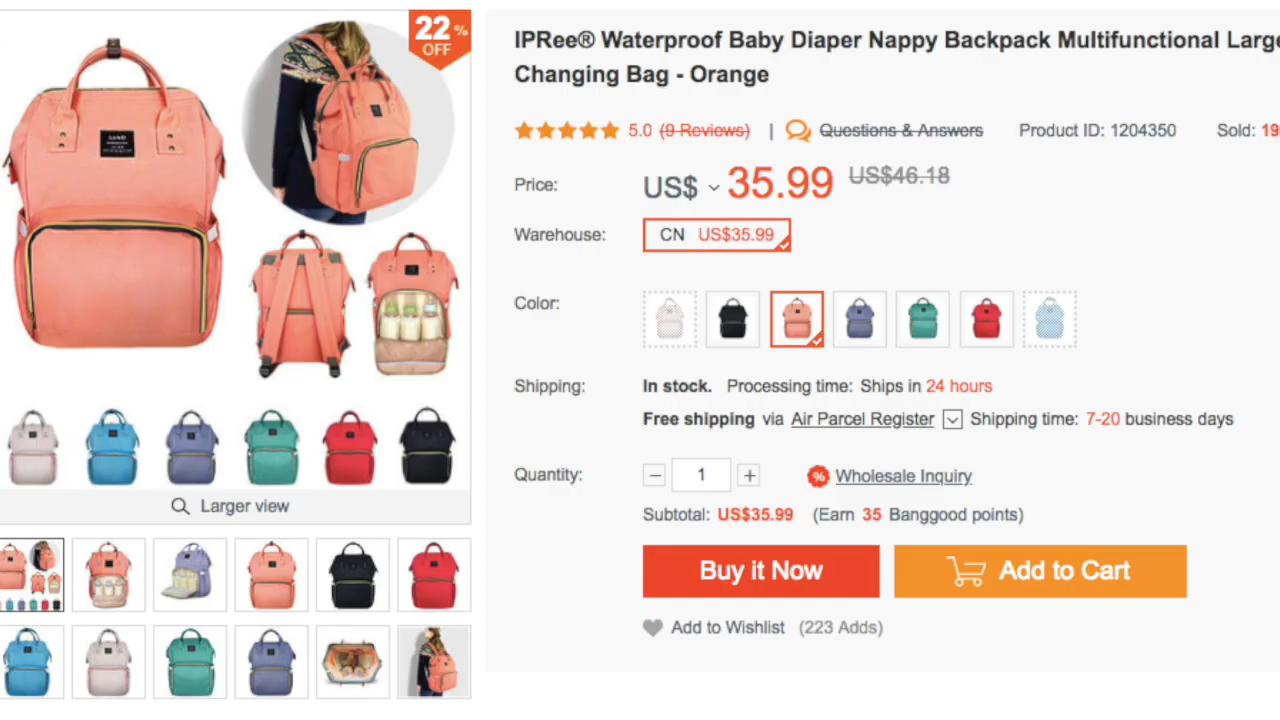 22%
OFF
Larger view
IPRee® Waterproof Baby Diaper Nappy Backpack Multifunctional Large
Changing Bag - Orange
5.0 (9 Reviews) | Questions & Answers Product ID: 1204350 Sold: 19
Price: US$ 35.99 US$46.18
Warehouse: CN US$35.99
Color:
Shipping: In stock. Processing time: Ships in 24 hours
Free shipping via Air Parcel Register Shipping time: 7-20 business days
Quantity: − 1 + % Wholesale Inquiry
Subtotal: US$35.99 (Earn 35 Banggood points)
Buy it Now Add to Cart
Add to Wishlist (223 Adds)